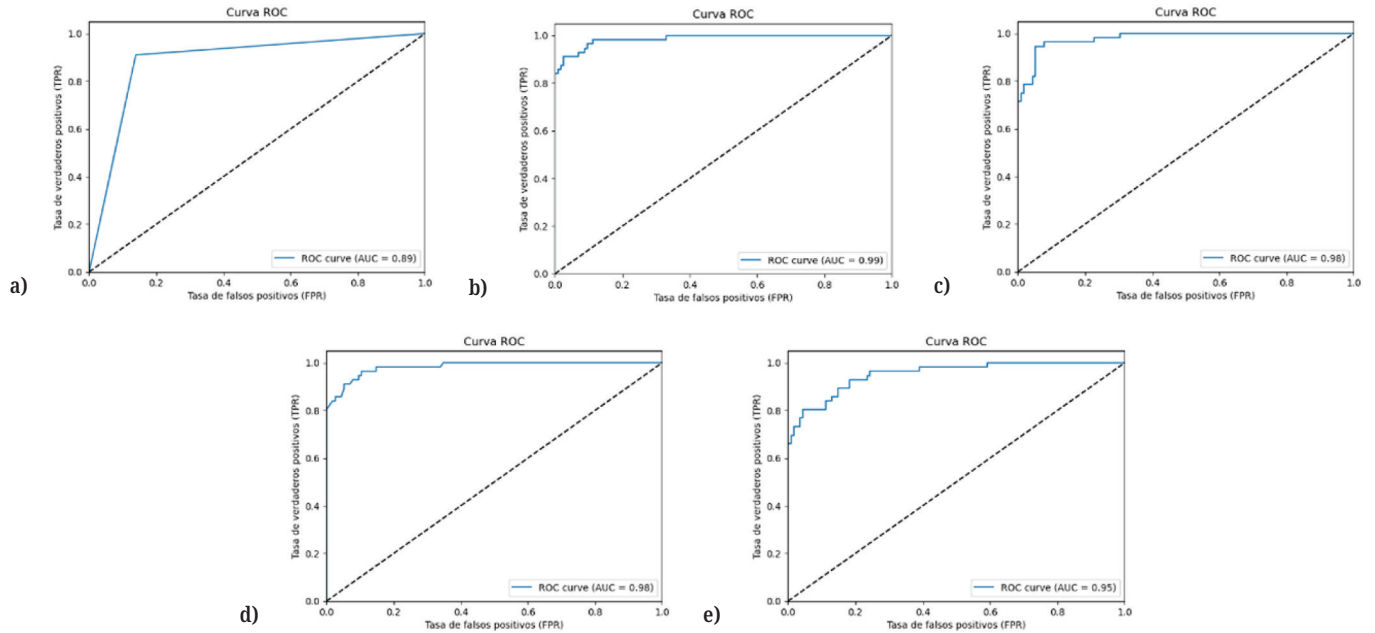 Curva ROC
Tasa de verdaderos positivos (TPR)
1.0
0.8
0.6
0.4
0.2
0.0
0.0 0.2 0.4 0.6 0.8 1.0
Tasa de falsos positivos (FPR)
ROC curve (AUC = 0.89)
a)
Curva ROC
Tasa de verdaderos positivos (TPR)
1.0
0.8
0.6
0.4
0.2
0.0
0.0 0.2 0.4 0.6 0.8 1.0
Tasa de falsos positivos (FPR)
ROC curve (AUC = 0.99)
b)
Curva ROC
Tasa de verdaderos positivos (TPR)
1.0
0.8
0.6
0.4
0.2
0.0
0.0 0.2 0.4 0.6 0.8 1.0
Tasa de falsos positivos (FPR)
ROC curve (AUC = 0.98)
c)
Curva ROC
Tasa de verdaderos positivos (TPR)
1.0
0.8
0.6
0.4
0.2
0.0
0.0 0.2 0.4 0.6 0.8 1.0
Tasa de falsos positivos (FPR)
ROC curve (AUC = 0.98)
d)
Curva ROC
Tasa de verdaderos positivos (TPR)
1.0
0.8
0.6
0.4
0.2
0.0
0.0 0.2 0.4 0.6 0.8 1.0
Tasa de falsos positivos (FPR)
ROC curve (AUC = 0.95)
e)